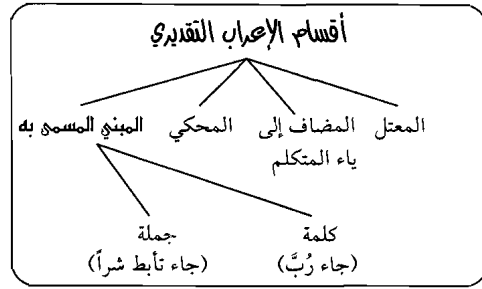 أقسام الإعراب التقديري
المعتل المضاف إلى المحكي المبني المسمى به
ياء المتكلم
كلمة جملة
(جاء رُبَّ) (جاء تأبط شراً)